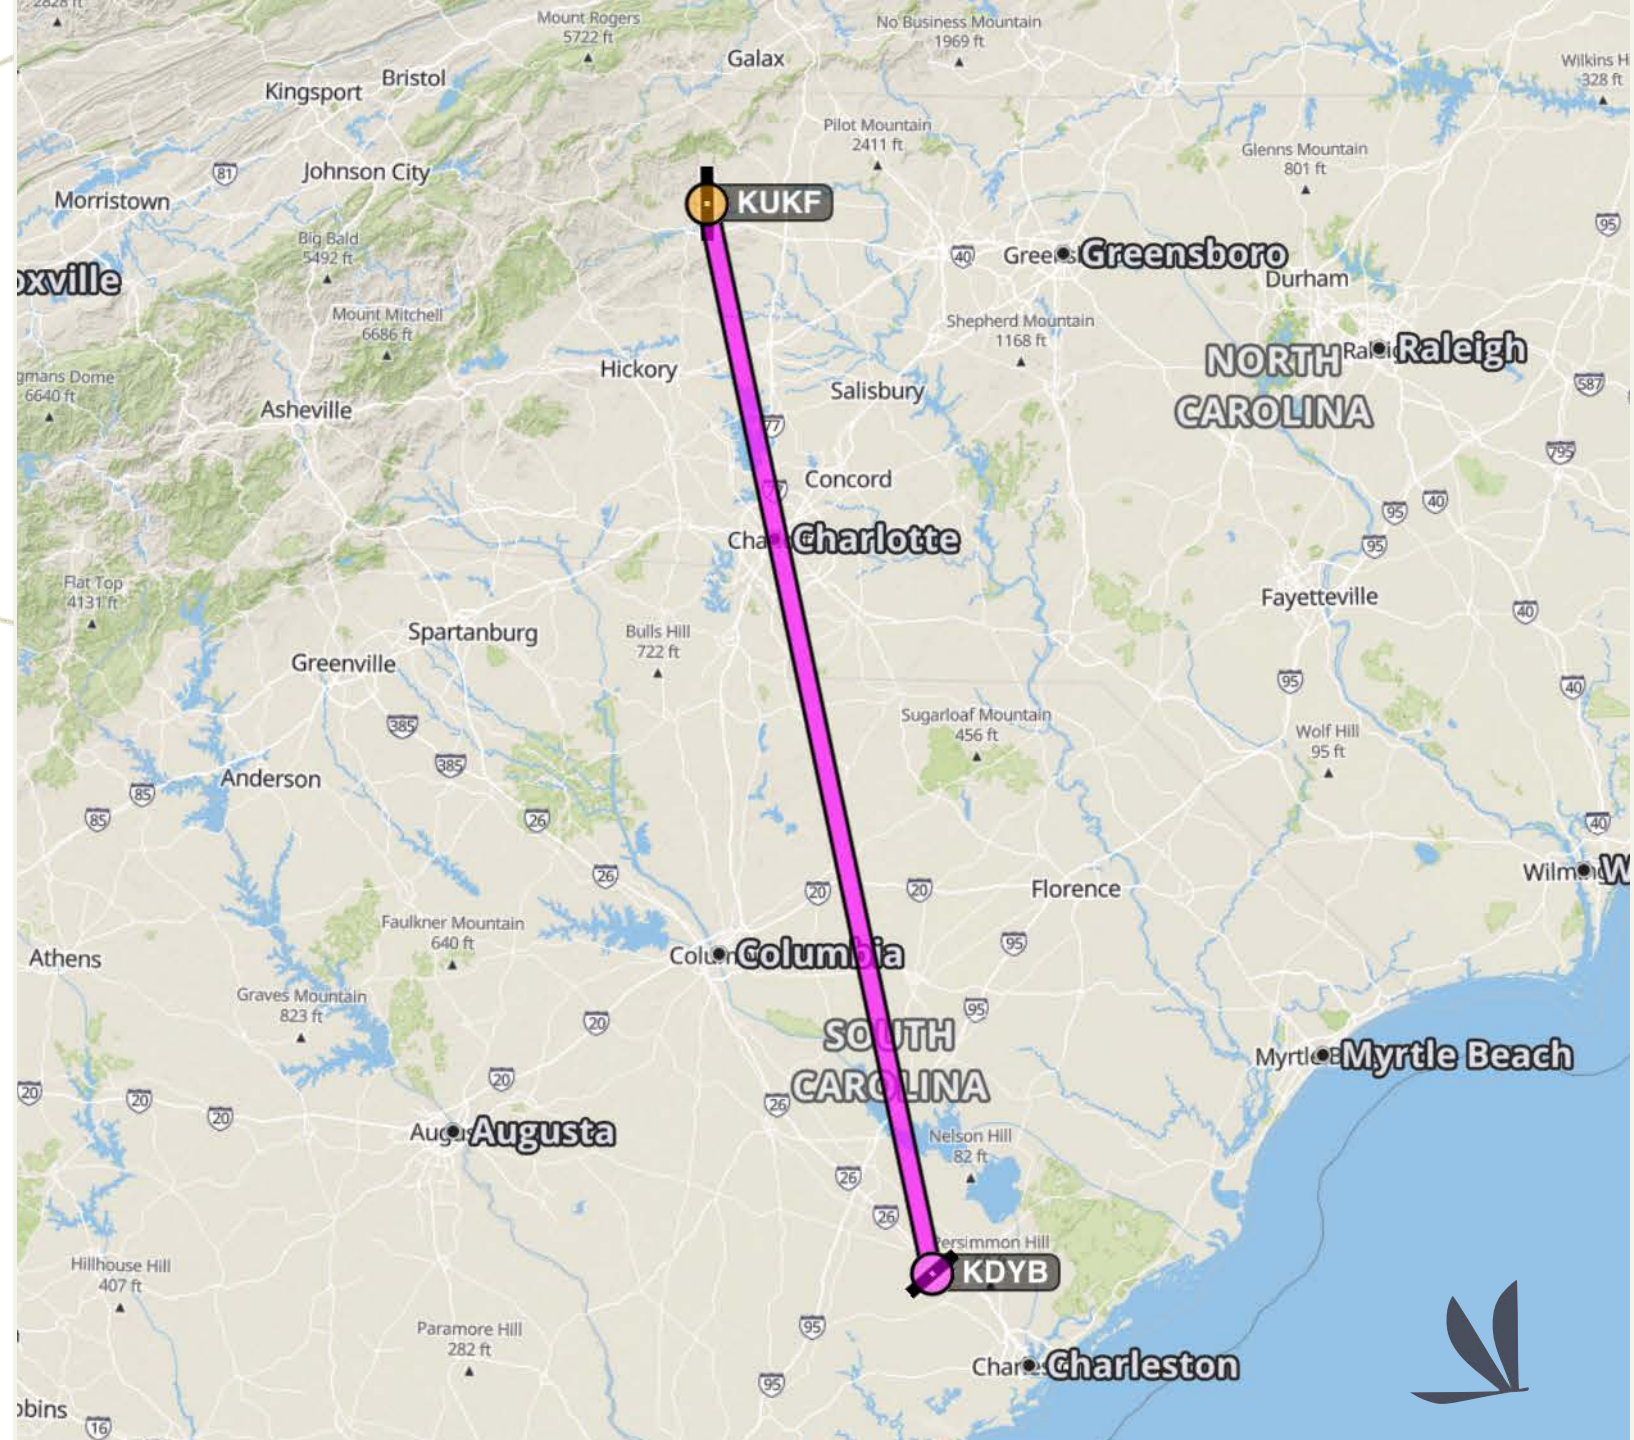 2828 ft
Mount Rogers
5722 ft
No Business Mountain
1969 ft
Galax
Wilkins H
328 ft
Bristol
Kingsport
Pilot Mountain
2411 ft
Glenns Mountain
801 ft
81
Johnson City
Morristown
KUKF
95
Big Bald
5492 ft
40
Greensboro
Durham
oxville
Mount Mitchell
6686 ft
Shepherd Mountain
1168 ft
NORTH
CAROLINA
Raleigh
gmans Dome
6640 ft
Hickory
Salisbury
587
Asheville
77
795
Concord
77
95
40
Charlotte
95
Flat Top
4131 ft
Fayetteville
40
Spartanburg
Bulls Hill
722 ft
Greenville
95
40
385
Sugarloaf Mountain
456 ft
Wolf Hill
95 ft
385
Anderson
85
85
26
40
26
20
20
Florence
Wilming
W
Faulkner Mountain
640 ft
95
Athens
Columbia
Graves Mountain
823 ft
95
20
SOUTH
CAROLINA
Myrtle Beach
20
20
20
20
26
Augusta
Nelson Hill
82 ft
26
26
Persimmon Hill
KDYB
Hillhouse Hill
407 ft
95
Paramore Hill
282 ft
Charleston
95
obbins
16